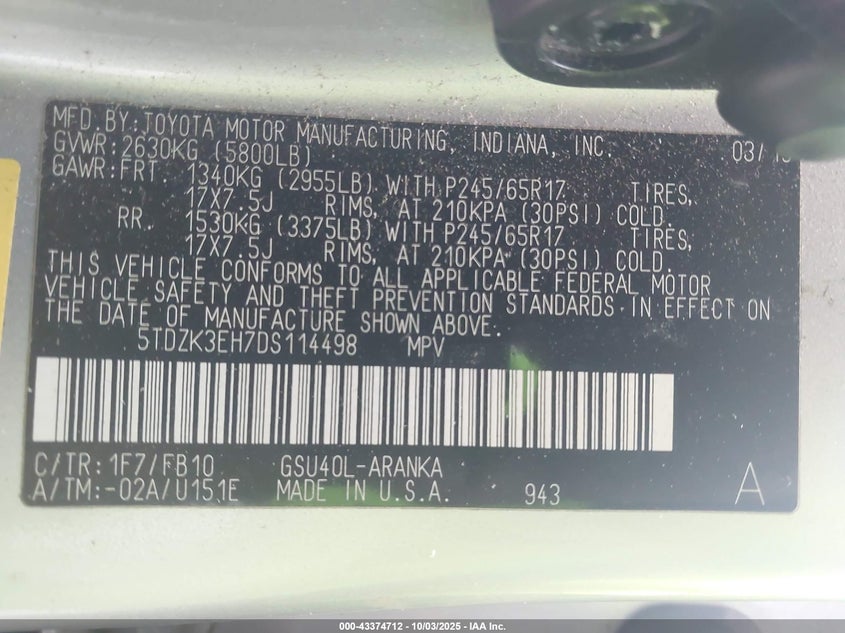 MFD.BY:TOYOTA MOTOR MANUFACTURING, INDIANA, INC. 03/13
GVWR:2630KG (5800LB)
GAWR:FRT 1340KG (2955LB) WITH P245/65R17 TIRES,
17X7.5J RIMS, AT 210KPA (30PSI) COLD.
RR. 1530KG (3375LB) WITH P245/65R17 TIRES,
17X7.5J RIMS, AT 210KPA (30PSI) COLD.
THIS VEHICLE CONFORMS TO ALL APPLICABLE FEDERAL MOTOR
VEHICLE SAFETY AND THEFT PREVENTION STANDARDS IN EFFECT ON
THE DATE OF MANUFACTURE SHOWN ABOVE.
5TDZK3EH7DS114498 MPV
C/TR:1F7/FB10 GSU40L-ARANKA
A/TM:-02A/U151E MADE IN U.S.A. 943 A
000-43374712 - 10/03/2025 - IAA Inc.